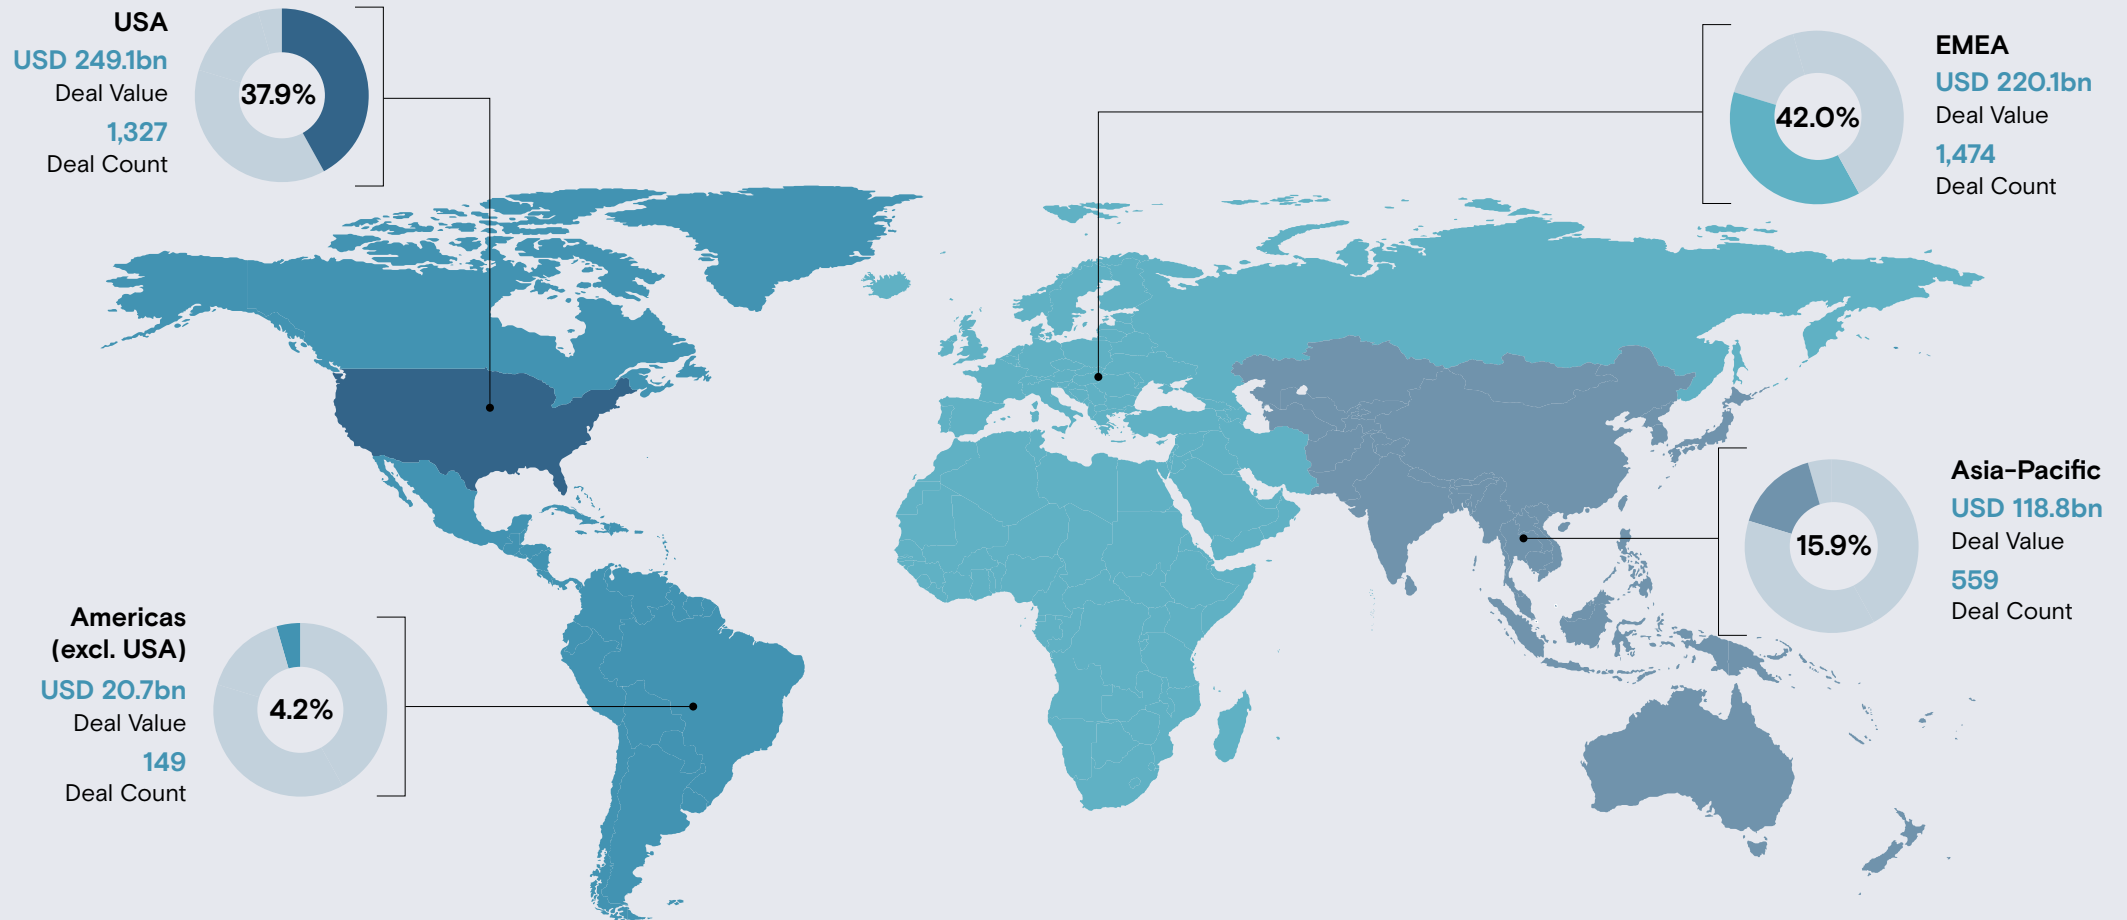 USA
USD 249.1bn
Deal Value
1,327
Deal Count
37.9%
EMEA
USD 220.1bn
Deal Value
1,474
Deal Count
42.0%
Asia-Pacific
USD 118.8bn
Deal Value
559
Deal Count
15.9%
Americas
(excl. USA)
USD 20.7bn
Deal Value
149
Deal Count
4.2%